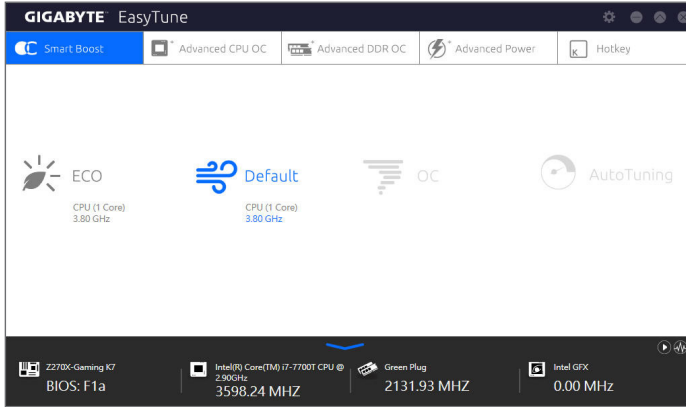 GIGABYTE™ EasyTune
Smart Boost
Advanced CPU OC
Advanced DDR OC
Advanced Power
K Hotkey
ECO
Default
OC
AutoTuning
CPU (1 Core)
3.80 GHz
CPU (1 Core)
3.80 GHz
Z270X-Gaming K7
BIOS: F1a
Intel(R) Core(TM) i7-7700T CPU @
2.90GHz
3598.24 MHZ
Green Plug
2131.93 MHZ
Intel GFX
0.00 MHz